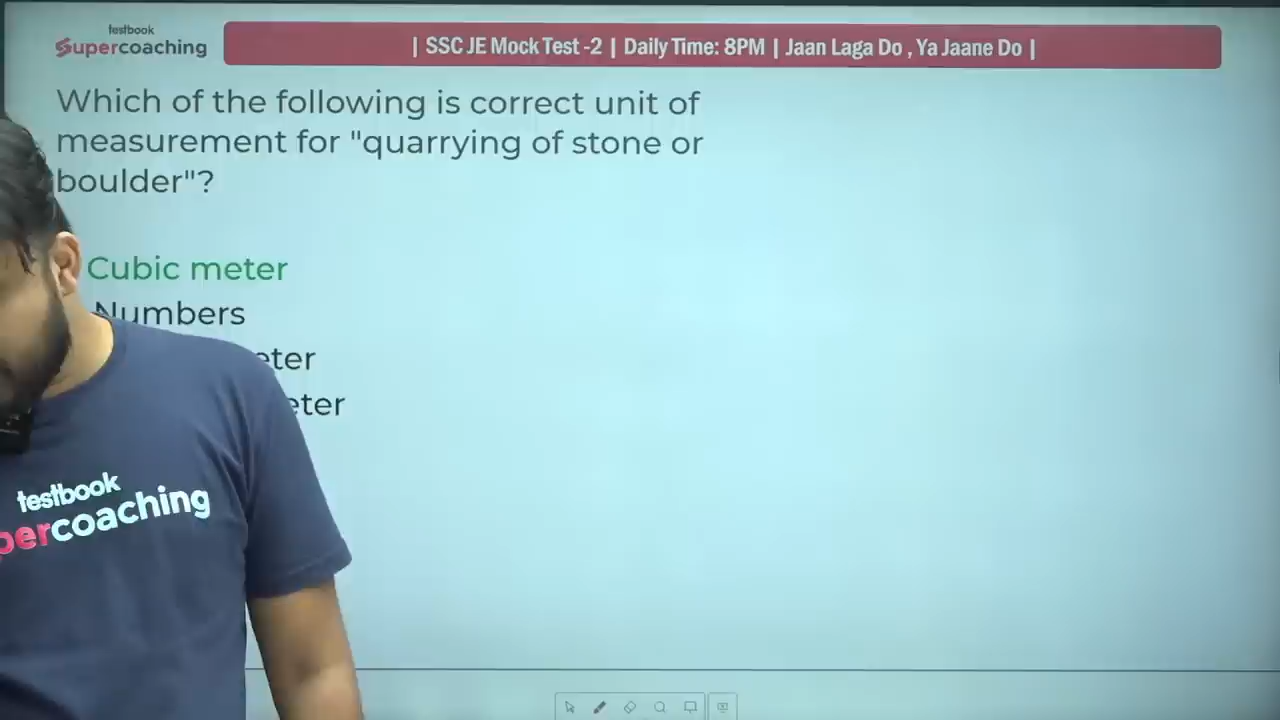 testbook
Supercoaching
| SSC JE Mock Test -2 | Daily Time: 8PM | Jaan Laga Do , Ya Jaane Do |
Which of the following is correct unit of
measurement for "quarrying of stone or
boulder"?
Cubic meter
Numbers
eter
eter
testbook
percoaching